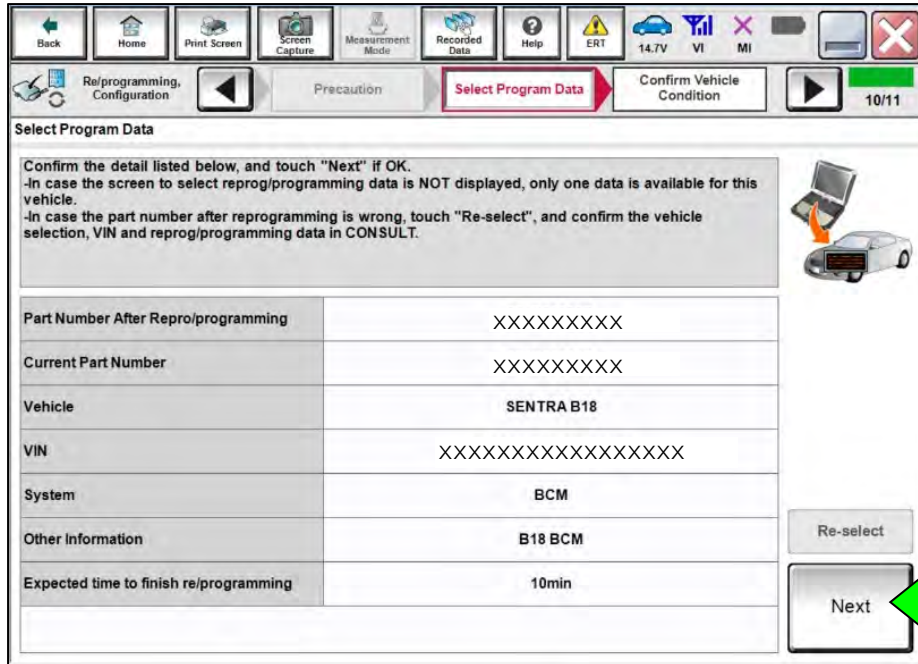 Back
Home
Print Screen
Screen
Capture
Measurement
Mode
Recorded
Data
Help
ERT
14.7V
VI
MI
Re/programming,
Configuration
Precaution
Select Program Data
Confirm Vehicle
Condition
10/11
Select Program Data
Confirm the detail listed below, and touch "Next" if OK.
-In case the screen to select reprog/programming data is NOT displayed, only one data is available for this
vehicle.
-In case the part number after reprogramming is wrong, touch "Re-select", and confirm the vehicle
selection, VIN and reprog/programming data in CONSULT.
Part Number After Repro/programming
XXXXXXXXX
Current Part Number
XXXXXXXXX
Vehicle
SENTRA B18
VIN
XXXXXXXXXXXXXXXXX
System
BCM
Other Information
B18 BCM
Expected time to finish re/programming
10min
Re-select
Next